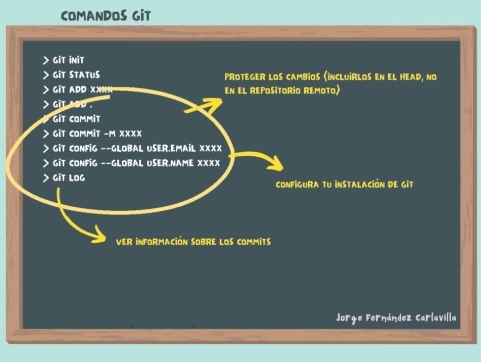 COMANDOS GIT
> GIT INIT
> GIT STATUS
> GIT ADD XXXX
> GIT ADD .
> GIT COMMIT
> GIT COMMIT -M XXXX
> GIT CONFIG --GLOBAL USER.EMAIL XXXX
> GIT CONFIG --GLOBAL USER.NAME XXXX
> GIT LOG
PROTEGER LOS CAMBIOS (INCLUIRLOS EN EL HEAD, NO
EN EL REPOSITORIO REMOTO)
CONFIGURA TU INSTALACIÓN DE GIT
VER INFORMACIÓN SOBRE LOS COMMITS
Jorge Fernández Carlavilla